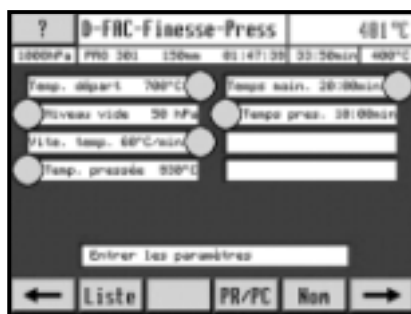 ?
D-FAC-Finesse-Press
401°C
1000hPa PRO 301 150mm 01:47:39 33:50min 400°C
Temp. départ 700°C
Temps main. 20:00min
Niveau vide 50 hPa
Temps pres. 10:00min
Vite. temp. 60°C/min
Temp. pressée 930°C
Entrer les paramètres
Liste
PR/PC
Nom